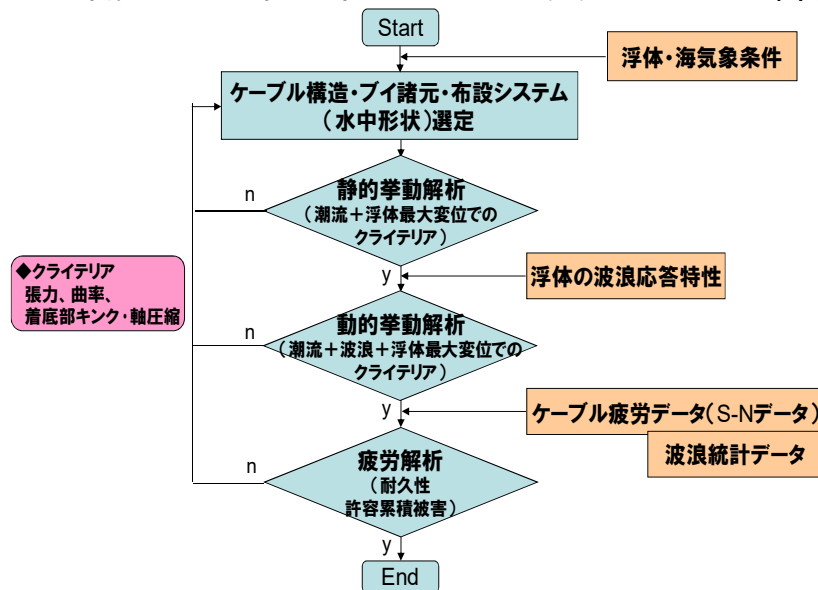 Start
浮体・海気象条件
ケーブル構造・ブイ諸元・布設システム
（水中形状）選定
n
静的挙動解析
（潮流＋浮体最大変位での
クライテリア）
y
浮体の波浪応答特性
◆クライテリア
張力、曲率、
着底部キンク・軸圧縮
n
動的挙動解析
（潮流＋波浪＋浮体最大変位での
クライテリア）
y
ケーブル疲労データ（S-Nデータ）
波浪統計データ
n
疲労解析
（耐久性
許容累積被害）
y
End